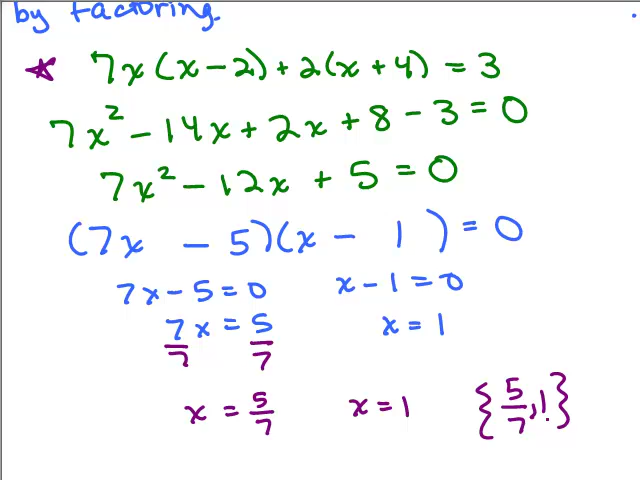 by factoring.
* 7x(x-2)+2(x+4) = 3
7x² - 14x + 2x + 8 - 3 = 0
7x² - 12x + 5 = 0
(7x - 5)(x - 1) = 0
7x - 5 = 0   x - 1 = 0
7x/7 = 5/7   x = 1
x = 5/7   x = 1   {5/7, 1}